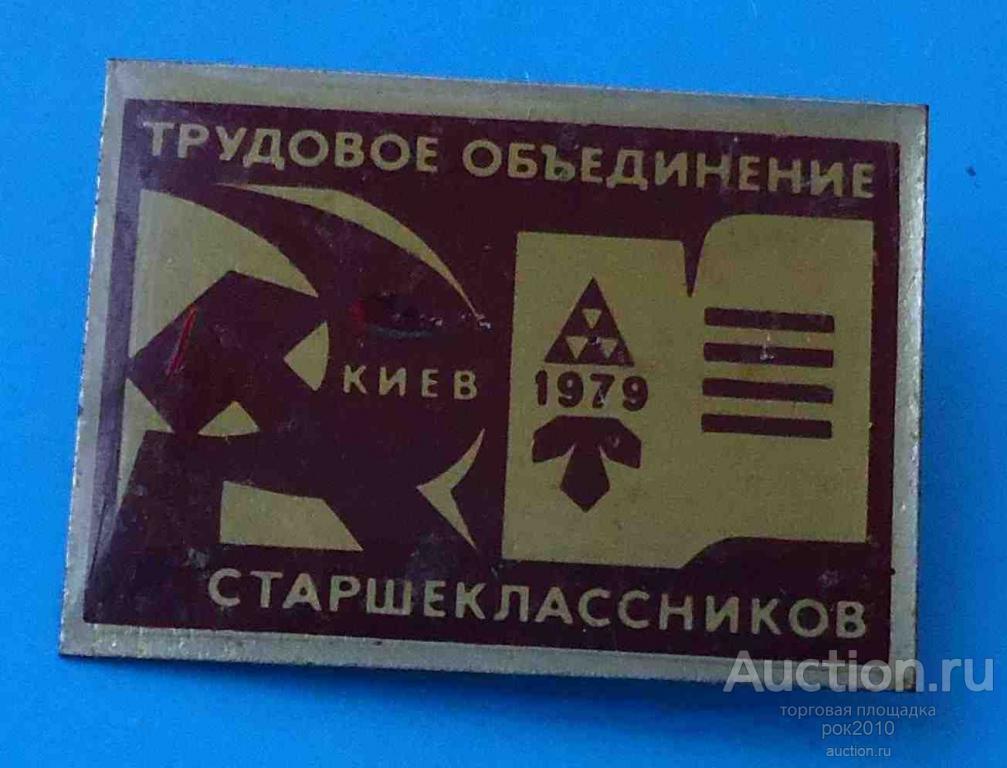 ТРУДОВОЕ ОБЪЕДИНЕНИЕ
КИЕВ
1979
СТАРШЕКЛАССНИКОВ
Auction.ru
торговая площадка
рок2010
auction.ru